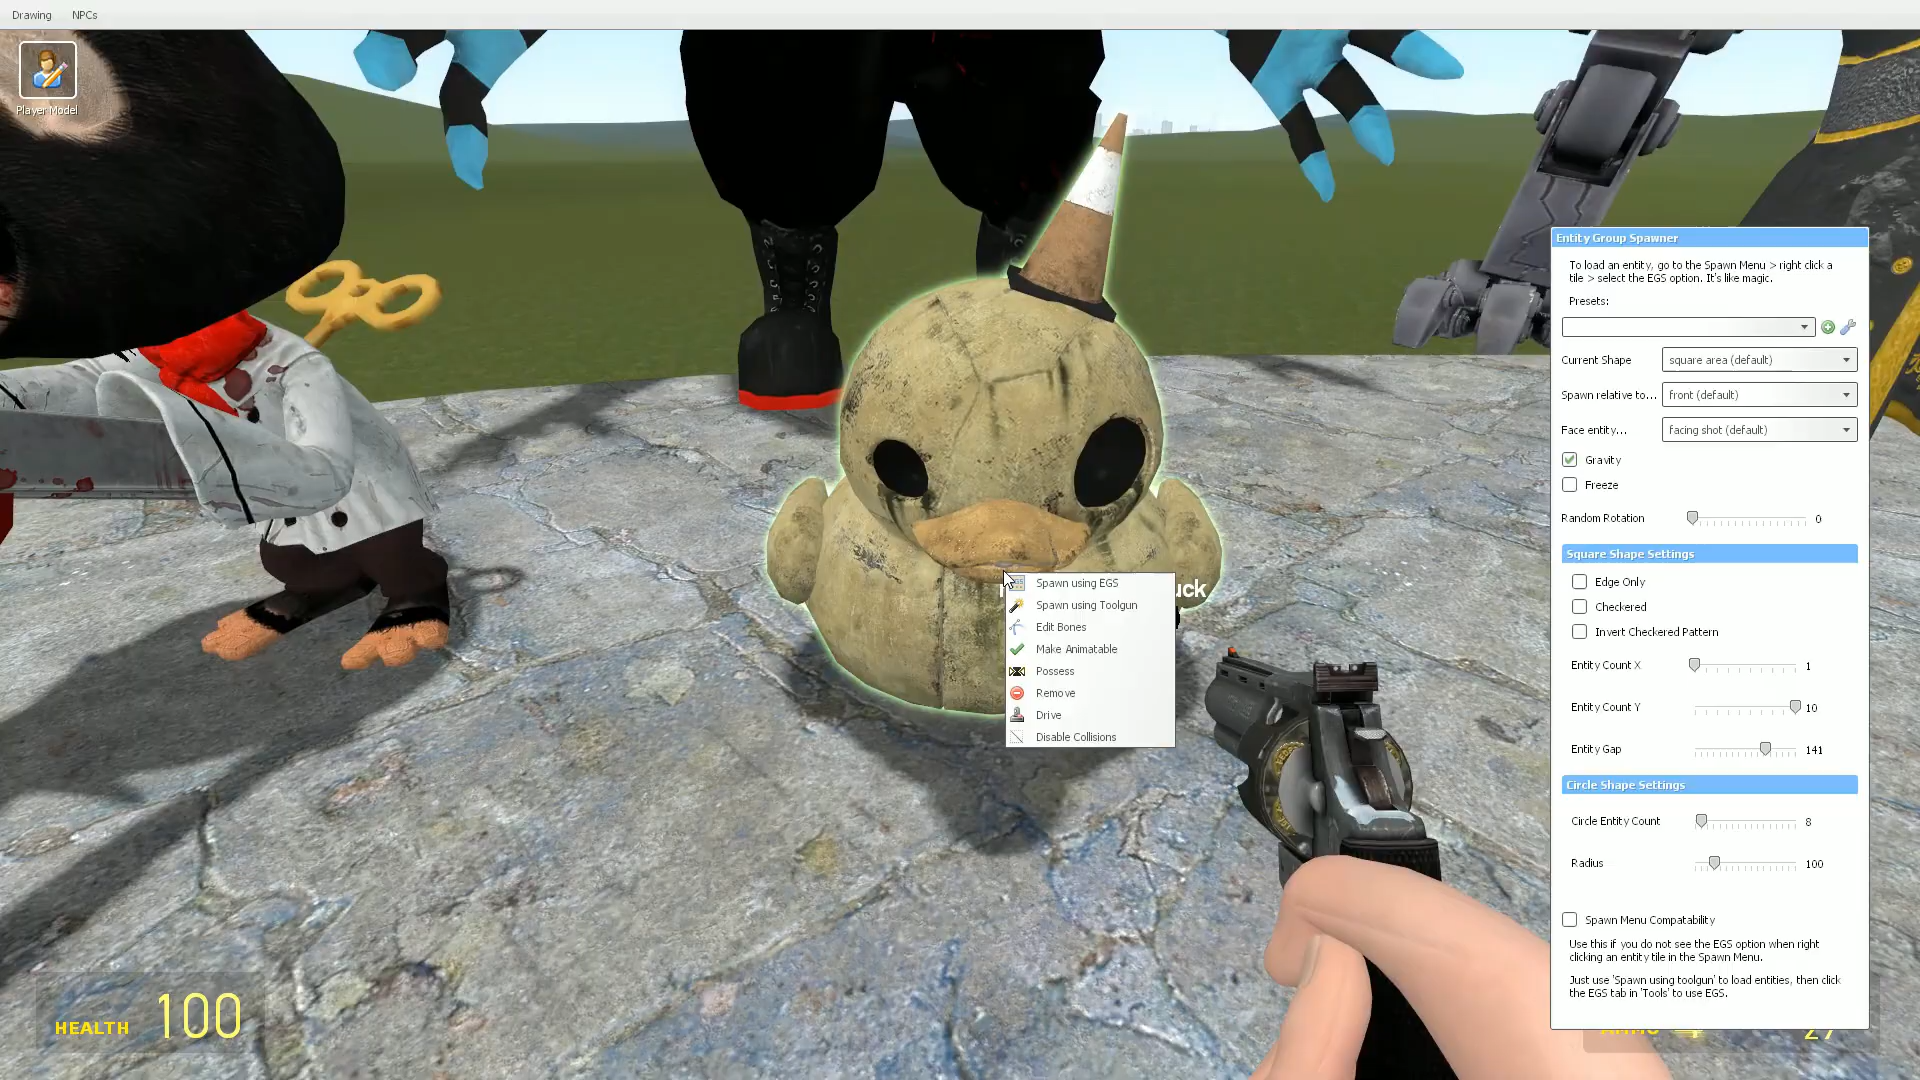 Drawing
NPCs
Player Model
Spawn using EGS
uck
Spawn using Toolgun
Edit Bones
Make Animatable
Possess
Remove
Drive
Disable Collisions
Entity Group Spawner
To load an entity, go to the Spawn Menu > right click a
tile > select the EGS option. It's like magic.
Presets:
Current Shape
square area (default)
Spawn relative to...
front (default)
Face entity...
facing shot (default)
Gravity
Freeze
Random Rotation
0
Square Shape Settings
Edge Only
Checkered
Invert Checkered Pattern
Entity Count X
1
Entity Count Y
10
Entity Gap
141
Circle Shape Settings
Circle Entity Count
8
Radius
100
Spawn Menu Compatability
Use this if you do not see the EGS option when right
clicking an entity tile in the Spawn Menu.
Just use 'Spawn using toolgun' to load entities, then click
the EGS tab in 'Tools' to use EGS.
HEALTH 100